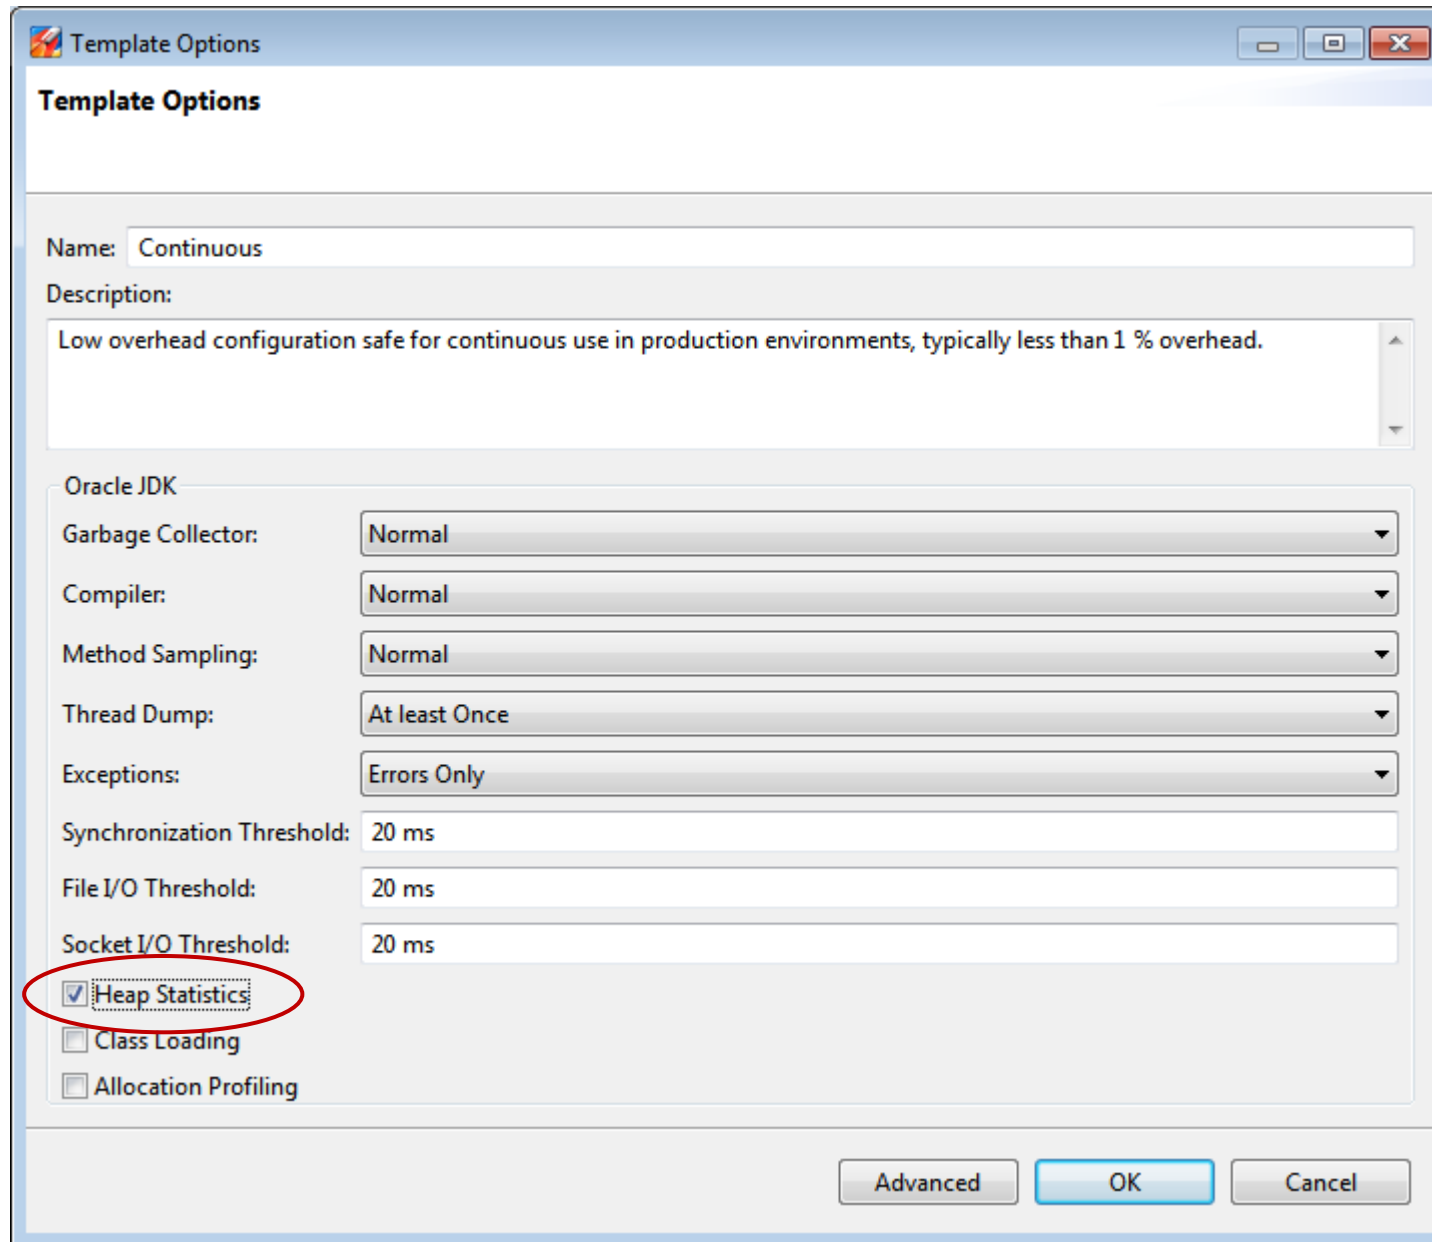 Template Options
Template Options
Name: Continuous
Description:
Low overhead configuration safe for continuous use in production environments, typically less than 1 % overhead.
Oracle JDK
Garbage Collector: Normal
Compiler: Normal
Method Sampling: Normal
Thread Dump: At least Once
Exceptions: Errors Only
Synchronization Threshold: 20 ms
File I/O Threshold: 20 ms
Socket I/O Threshold: 20 ms
Heap Statistics
Class Loading
Allocation Profiling
Advanced OK Cancel